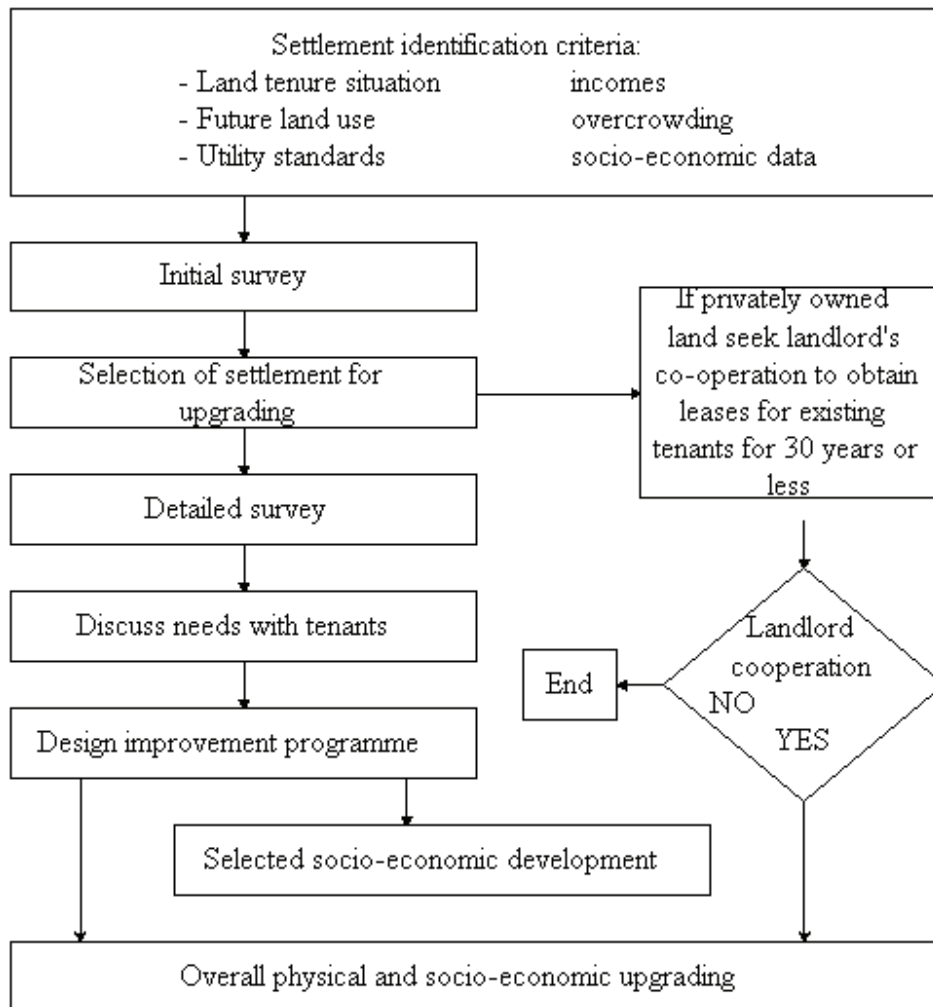 Settlement identification criteria:
- Land tenure situation incomes
- Future land use overcrowding
- Utility standards socio-economic data
Initial survey
Selection of settlement for
upgrading
If privately owned
land seek landlord's
co-operation to obtain
leases for existing
tenants for 30 years or
less
Detailed survey
Discuss needs with tenants
Landlord
cooperation
NO
YES
End
Design improvement programme
Selected socio-economic development
Overall physical and socio-economic upgrading